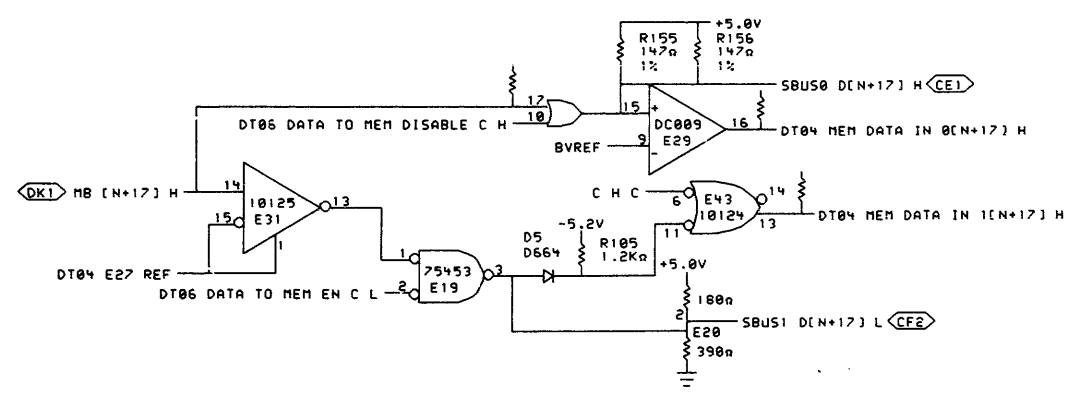 +5.0V
R155 R156
147Ω 147Ω
1% 1%
SBUS0 D[N+17] H CE1
17
DT06 DATA TO MEM DISABLE C H 10
15 +
DC009
E29
16 DT04 MEM DATA IN 0[N+17] H
BVREF 9 -
DK1 MB [N+17] H 14
10125
E31
13
15
1
DT04 E27 REF
C H C 6
E43
10124
14
13
DT04 MEM DATA IN 1[N+17] H
11
-5.2V
R105
1.2KΩ
D5
D664
1
75453
E19
3
DT06 DATA TO MEM EN C L 2
+5.0V
180Ω
2
SBUS1 D[N+17] L CF2
E20
390Ω